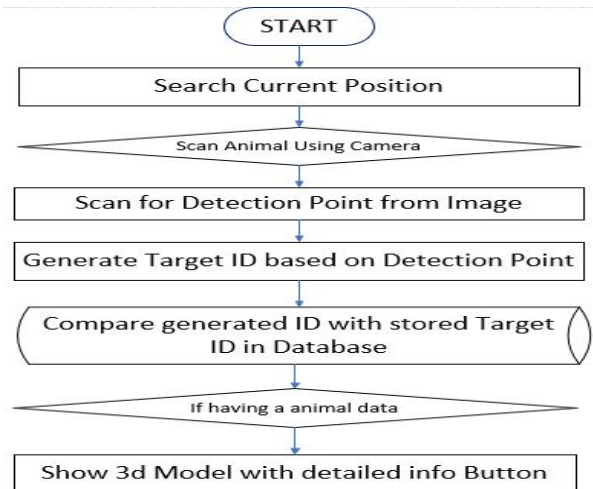 START
Search Current Position
Scan Animal Using Camera
Scan for Detection Point from Image
Generate Target ID based on Detection Point
Compare generated ID with stored Target
ID in Database
If having a animal data
Show 3d Model with detailed info Button